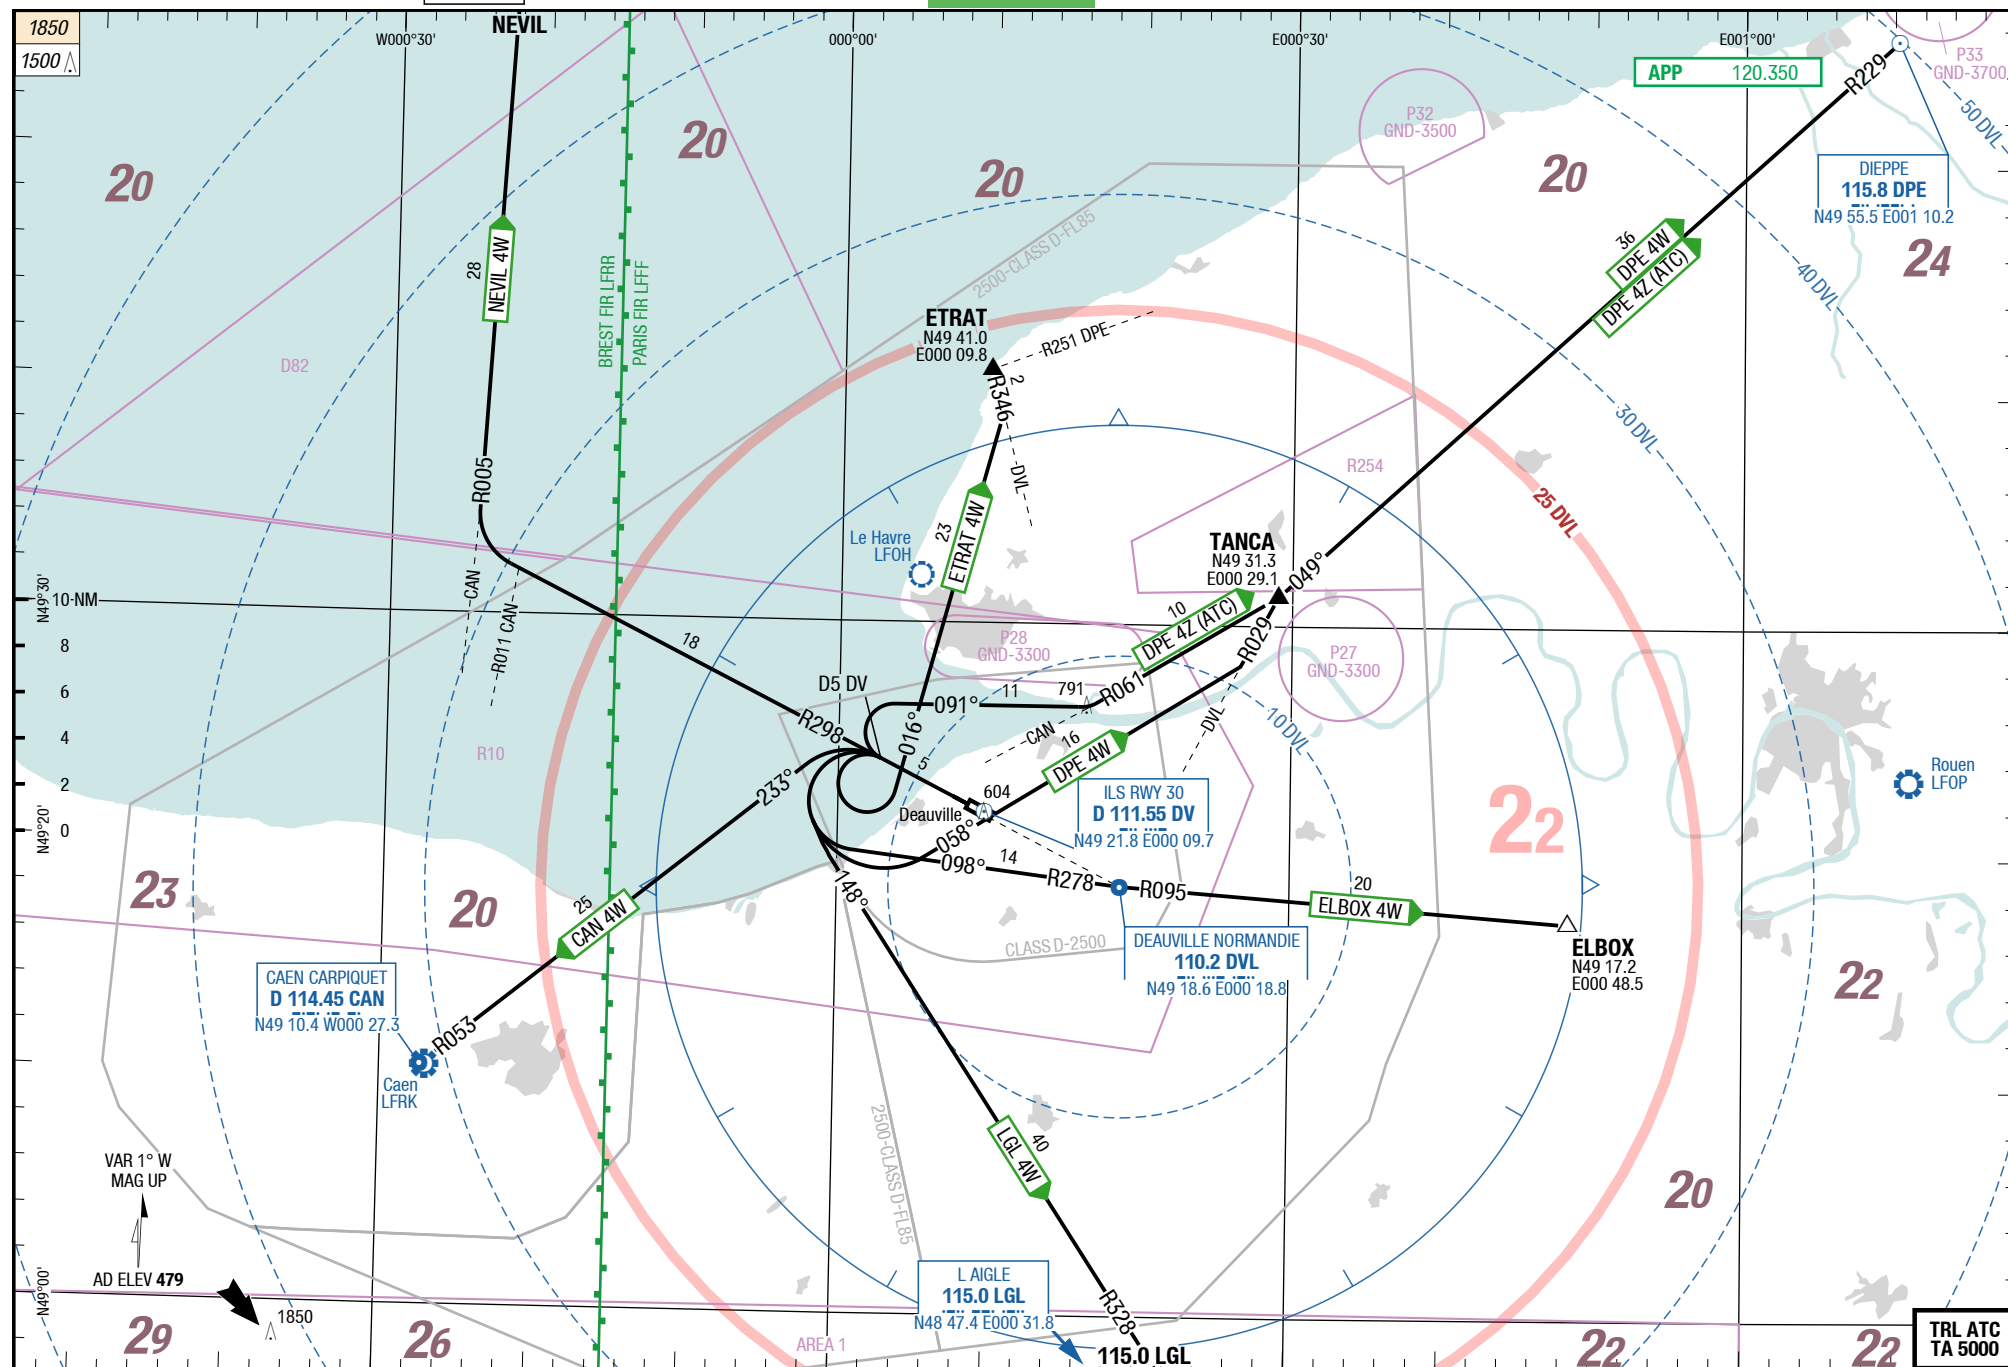 NEVIL
1850
1500
W000°30'
000°00'
E000°30'
E001°00'
APP 120.350
P33
GND-3700
R229
50 DVL
P32
GND-3500
20
20
20
20
DIEPPE
115.8 DPE
N49 55.5 E001 10.2
24
40 DVL
36
DPE 4W
DPE 4Z (ATC)
28
NEVIL 4W
BREST FIR LFRR
PARIS FIR LFFF
2500-CLASS D-FL85
ETRAT
N49 41.0
E000 09.8
R251 DPE
D82
2
R346
DVL
30 DVL
R254
25 DVL
R005
Le Havre
LFOH
23
ETRAT 4W
TANCA
N49 31.3
E000 29.1
049°
N49°30'
10 NM
CAN
R011 CAN
18
10
DPE 4Z (ATC)
R029
P28
GND-3300
P27
GND-3300
8
6
4
2
0
D5 DV
R298
091°
11
791
R061
016°
CAN
16
DPE 4W
DVL
10 DVL
R10
5
233°
604
Deauville
ILS RWY 30
D 111.55 DV
N49 21.8 E000 09.7
Rouen
LFOP
22
N49°20'
058°
098°
14
R278
R095
20
ELBOX 4W
148°
23
20
25
CAN 4W
CLASS D-2500
DEAUVILLE NORMANDIE
110.2 DVL
N49 18.6 E000 18.8
ELBOX
N49 17.2
E000 48.5
22
CAEN CARPIQUET
D 114.45 CAN
N49 10.4 W000 27.3
R053
Caen
LFRK
2500-CLASS D-FL85
40
LGL 4W
VAR 1° W
MAG UP
20
AD ELEV 479
N49°00'
1850
29
26
L AIGLE
115.0 LGL
N48 47.4 E000 31.8
R328
AREA 1
115.0 LGL
22
22
TRL ATC
TA 5000